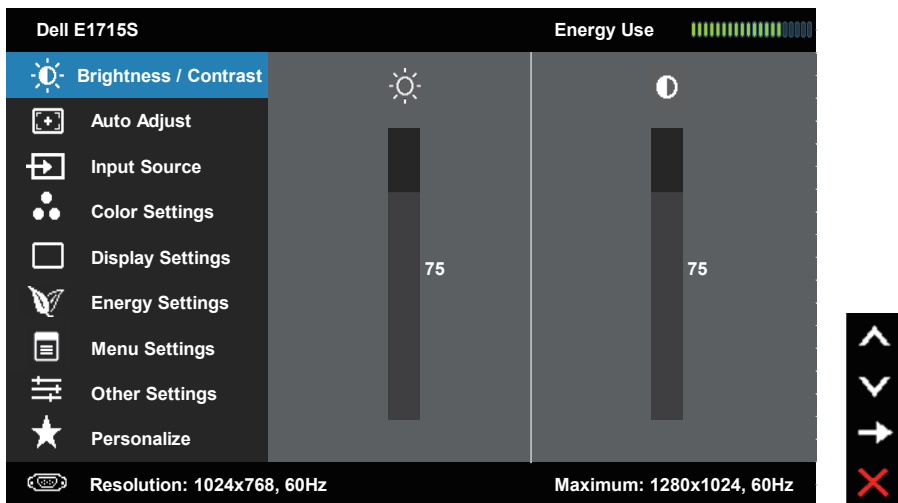 Dell E1715S
Energy Use
Brightness / Contrast
Auto Adjust
Input Source
Color Settings
Display Settings
75
75
Energy Settings
Menu Settings
Other Settings
Personalize
Resolution: 1024x768, 60Hz
Maximum: 1280x1024, 60Hz